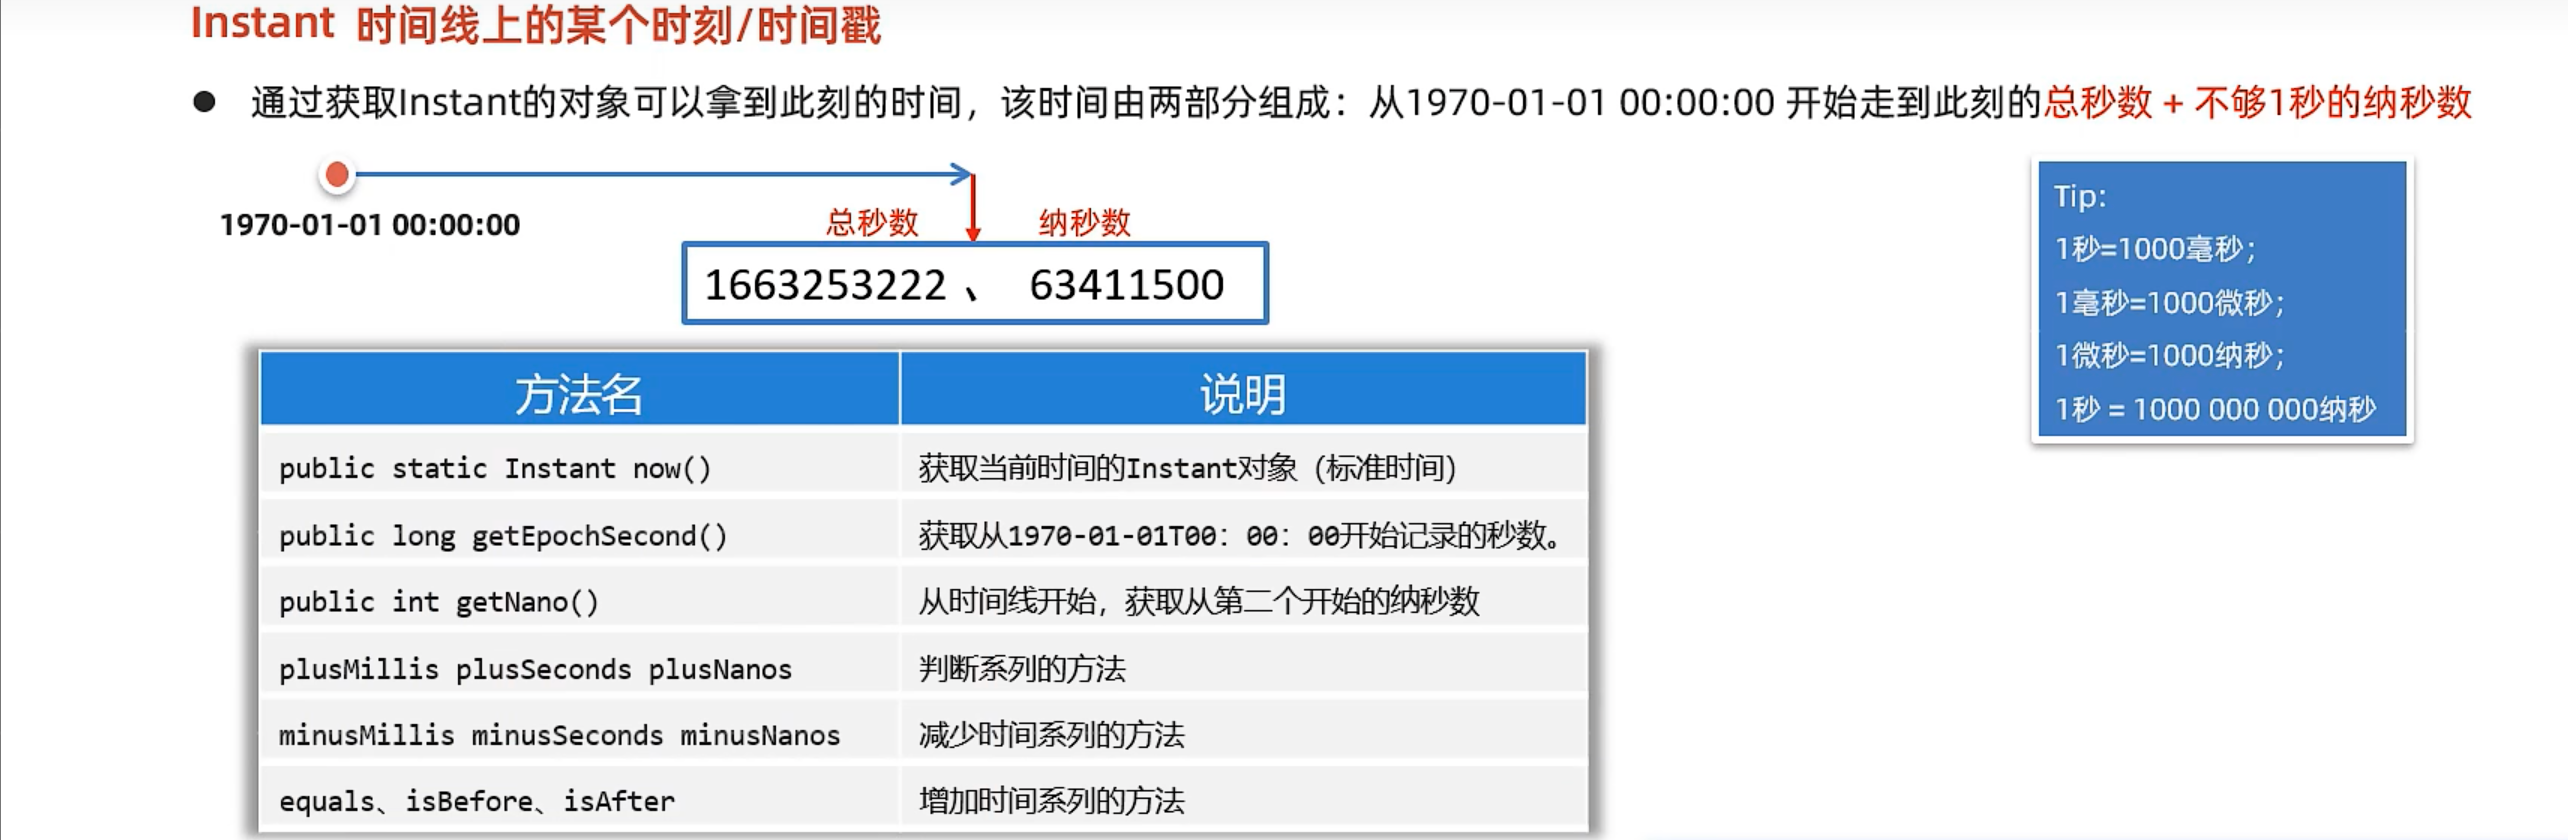 Instant 时间线上的某个时刻/时间戳
● 通过获取Instant的对象可以拿到此刻的时间，该时间由两部分组成：从1970-01-01 00:00:00 开始走到此刻的总秒数 + 不够1秒的纳秒数
1970-01-01 00:00:00
总秒数 纳秒数
1663253222 、 63411500
Tip:
1秒=1000毫秒；
1毫秒=1000微秒；
1微秒=1000纳秒；
1秒 = 1000 000 000纳秒
方法名 说明
public static Instant now() 获取当前时间的Instant对象（标准时间）
public long getEpochSecond() 获取从1970-01-01T00：00：00开始记录的秒数。
public int getNano() 从时间线开始，获取从第二个开始的纳秒数
plusMillis plusSeconds plusNanos 判断系列的方法
minusMillis minusSeconds minusNanos 减少时间系列的方法
equals、isBefore、isAfter 增加时间系列的方法